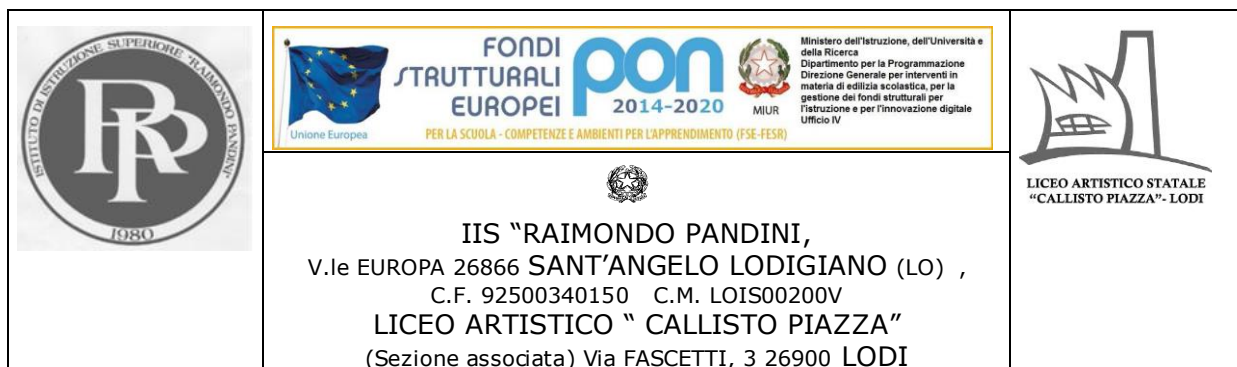 ISTITUTO DI ISTRUZIONE SUPERIORE "RAIMONDO PANDINI"
1980
Unione Europea
FONDI
STRUTTURALI
EUROPEI
pon
2014-2020
MIUR
Ministero dell'Istruzione, dell'Università e
della Ricerca
Dipartimento per la Programmazione
Direzione Generale per interventi in
materia di edilizia scolastica, per la
gestione dei fondi strutturali per
l'istruzione e per l'innovazione digitale
Ufficio IV
PER LA SCUOLA - COMPETENZE E AMBIENTI PER L'APPRENDIMENTO (FSE-FESR)
IIS "RAIMONDO PANDINI,
V.le EUROPA 26866 SANT'ANGELO LODIGIANO (LO) ,
C.F. 92500340150 C.M. LOIS00200V
LICEO ARTISTICO " CALLISTO PIAZZA"
(Sezione associata) Via FASCETTI, 3 26900 LODI
LICEO ARTISTICO STATALE
"CALLISTO PIAZZA"- LODI